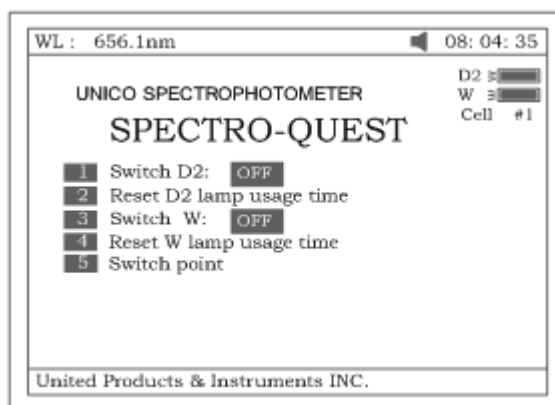 WL : 656.1nm 08: 04: 35
D2
W
Cell #1
UNICO SPECTROPHOTOMETER
SPECTRO-QUEST
1 Switch D2: OFF
2 Reset D2 lamp usage time
3 Switch W: OFF
4 Reset W lamp usage time
5 Switch point
United Products & Instruments INC.